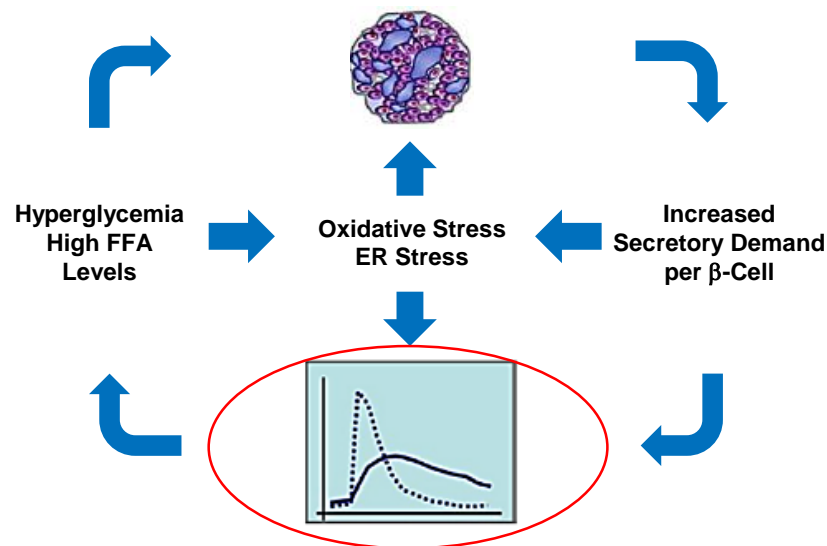 Hyperglycemia
High FFA
Levels
Oxidative Stress
ER Stress
Increased
Secretory Demand
per β-Cell